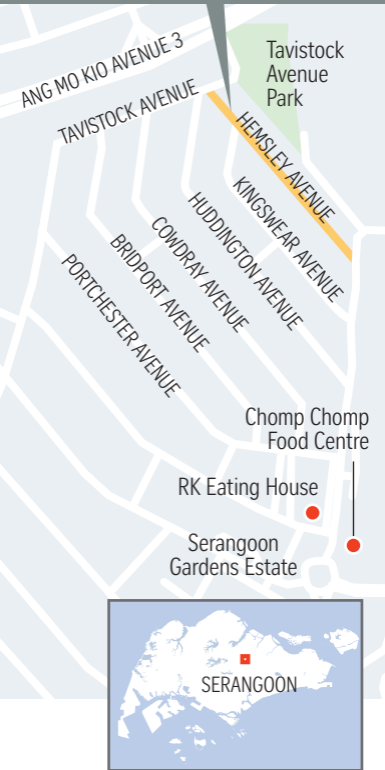 ANG MO KIO AVENUE 3
Tavistock
Avenue
Park
TAVISTOCK AVENUE
HEMSLEY AVENUE
KINGSWEAR AVENUE
HUDDINGTON AVENUE
COWDRAY AVENUE
BRIDPORT AVENUE
PORTCHESTER AVENUE
Chomp Chomp
Food Centre
RK Eating House
Serangoon
Gardens Estate
SERANGOON